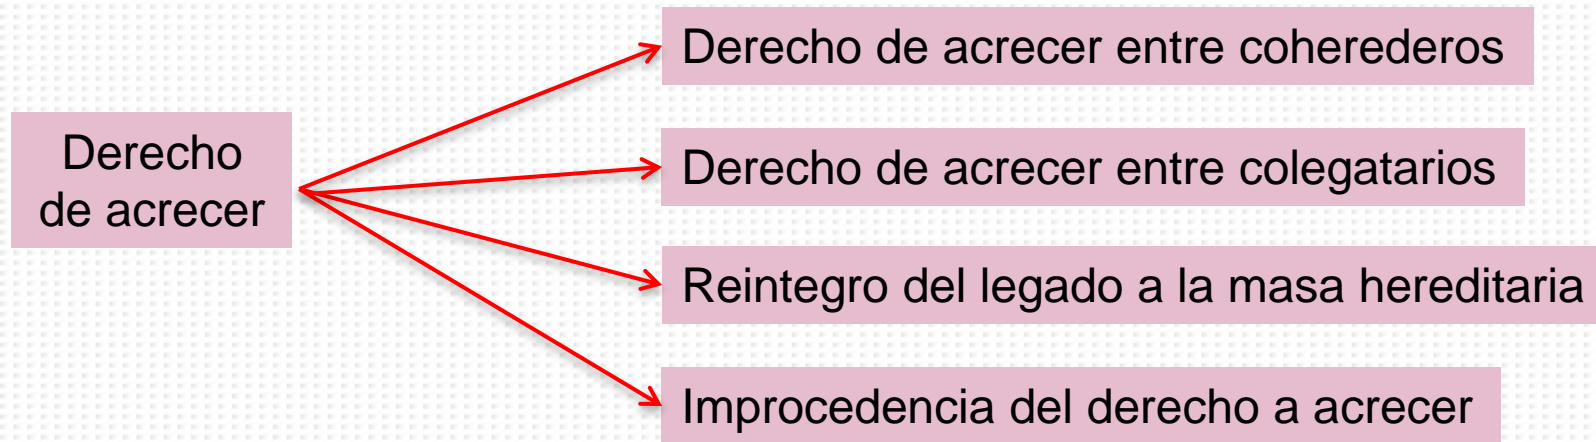 Derecho
de acrecer
Derecho de acrecer entre coherederos
Derecho de acrecer entre colegatarios
Reintegro del legado a la masa hereditaria
Improcedencia del derecho a acrecer